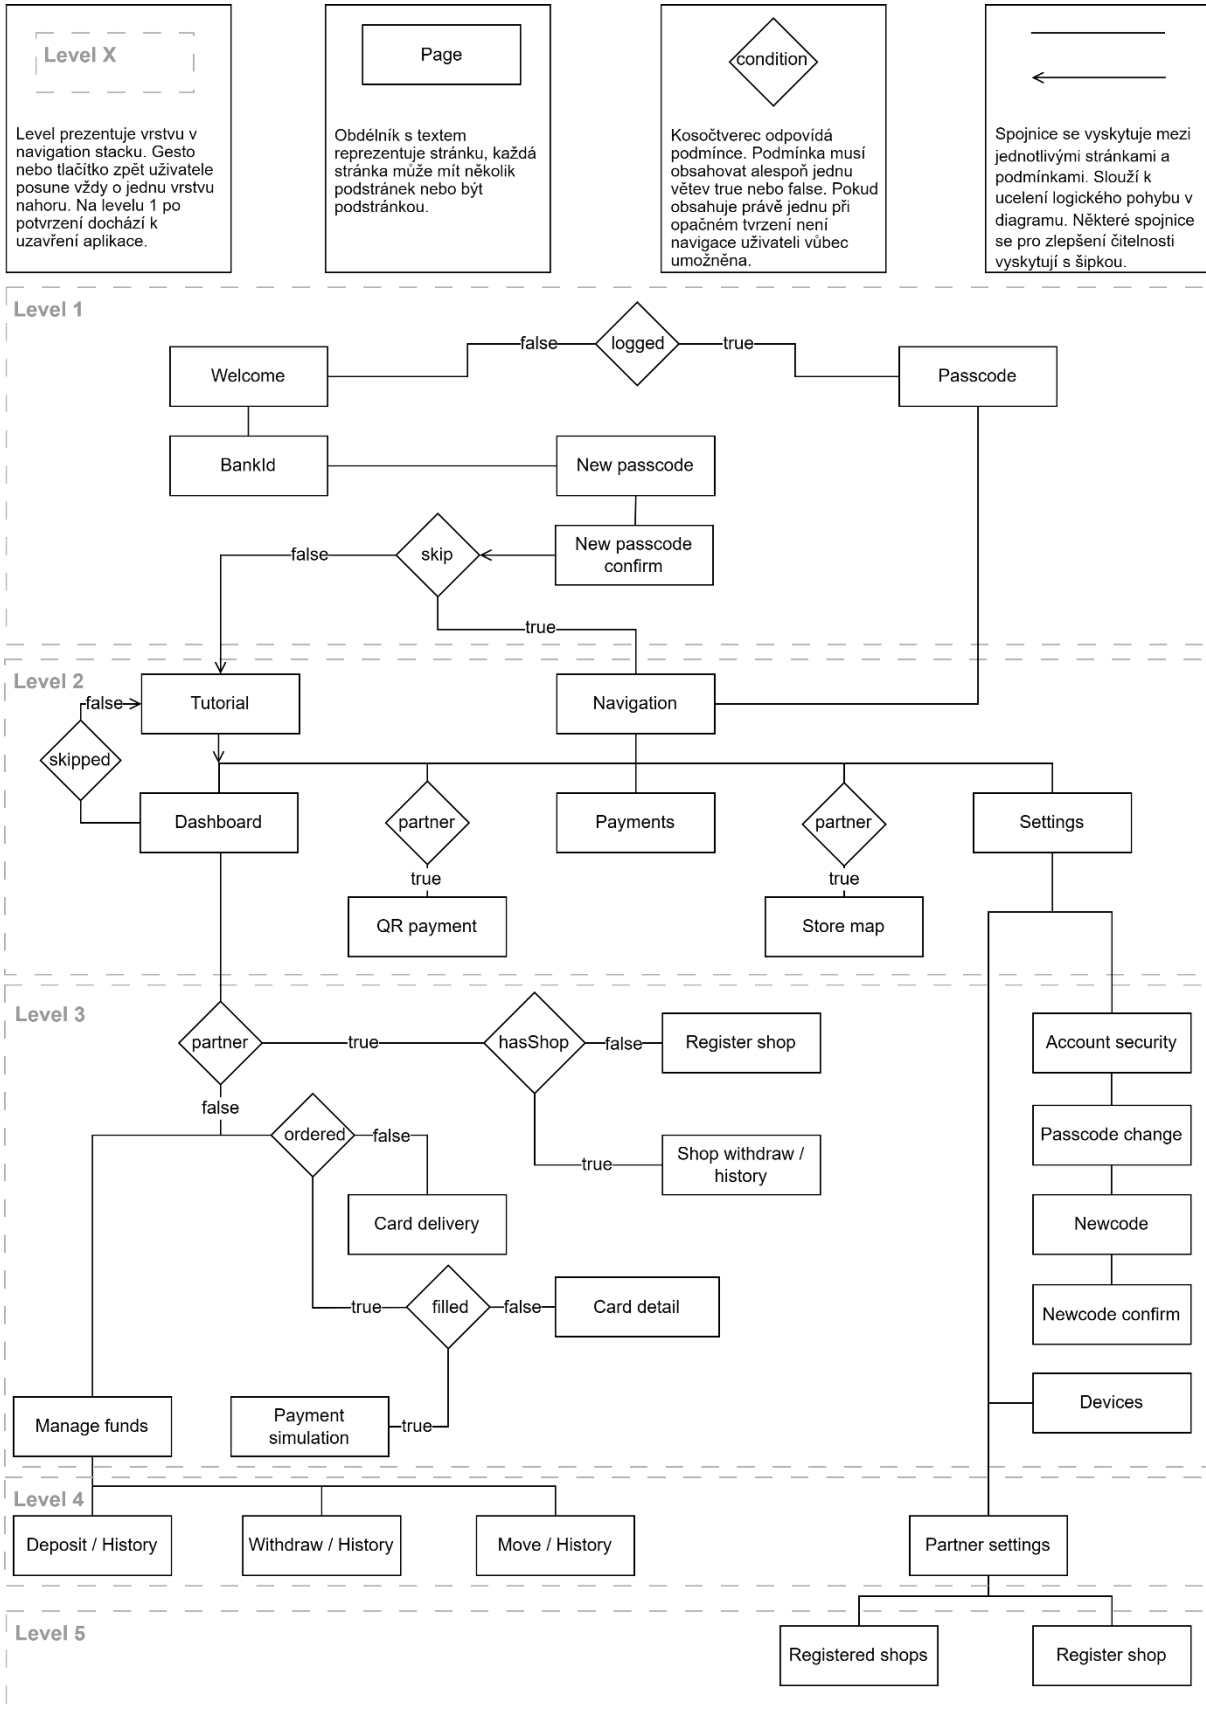 Level X
Level prezentuje vrstvu v
navigation stacku. Gesto
nebo tlačítko zpět uživatele
posune vždy o jednu vrstvu
nahoru. Na levelu 1 po
potvrzení dochází k
uzavření aplikace.
Page
Obdélník s textem
reprezentuje stránku, každá
stránka může mít několik
podstránek nebo být
podstránkou.
condition
Kosočtverec odpovídá
podmínce. Podmínka musí
obsahovat alespoň jednu
větev true nebo false. Pokud
obsahuje právě jednu při
opačném tvrzení není
navigace uživateli vůbec
umožněna.
Spojnice se vyskytuje mezi
jednotlivými stránkami a
podmínkami. Slouží k
ucelení logického pohybu v
diagramu. Některé spojnice
se pro zlepšení čitelnosti
vyskytují s šipkou.
Level 1
false
logged
true
Welcome
Passcode
BankId
New passcode
false
skip
New passcode
confirm
true
Level 2
false
Tutorial
Navigation
skipped
Dashboard
partner
Payments
partner
Settings
true
true
QR payment
Store map
Level 3
partner
true
hasShop
false
Register shop
Account security
false
ordered
false
Passcode change
true
Shop withdraw /
history
Card delivery
Newcode
true
filled
false
Card detail
Newcode confirm
Devices
Manage funds
Payment
simulation
true
Level 4
Deposit / History
Withdraw / History
Move / History
Partner settings
Level 5
Registered shops
Register shop